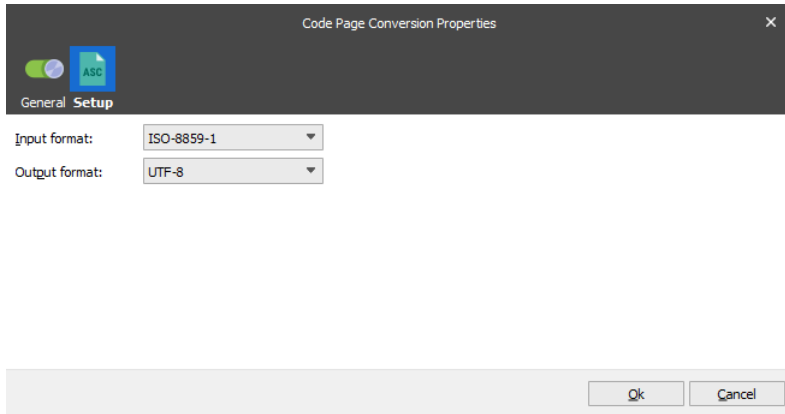 Code Page Conversion Properties
ASC
General Setup
Input format: ISO-8859-1
Output format: UTF-8
Ok Cancel